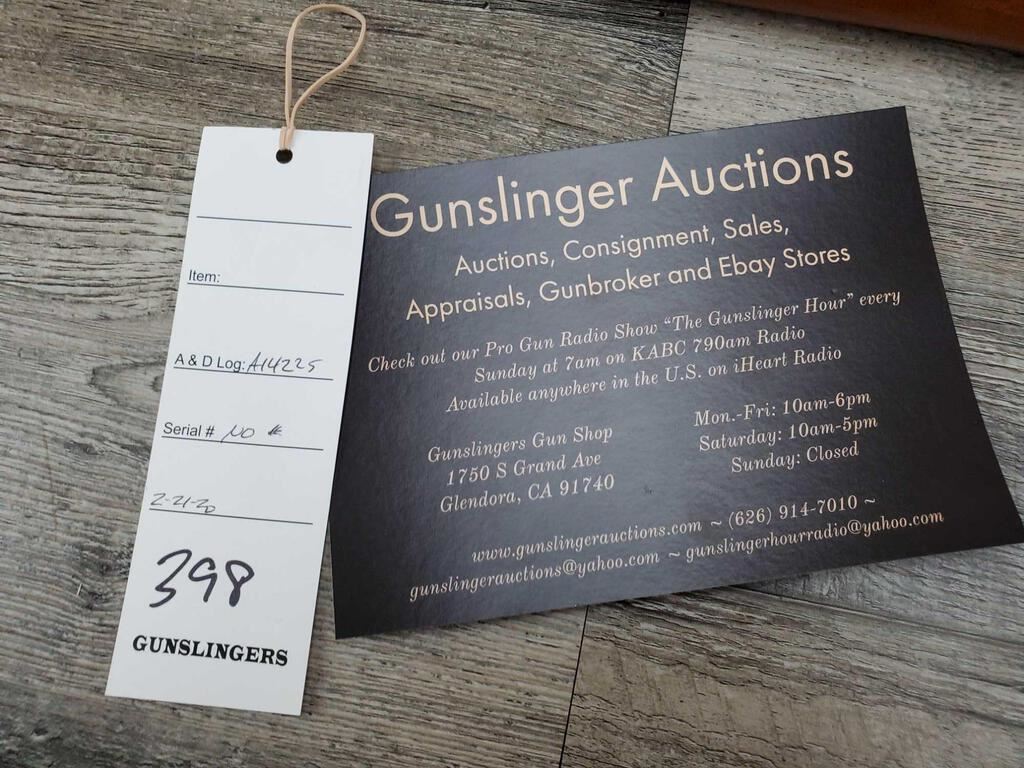 Item:
A & D Log: A14225
Serial # NO #
2-21-20
398
GUNSLINGERS
Gunslinger Auctions
Auctions, Consignment, Sales,
Appraisals, Gunbroker and Ebay Stores
Check out our Pro Gun Radio Show “The Gunslinger Hour” every
Sunday at 7am on KABC 790am Radio
Available anywhere in the U.S. on iHeart Radio
Gunslingers Gun Shop
1750 S Grand Ave
Glendora, CA 91740
Mon.-Fri: 10am-6pm
Saturday: 10am-5pm
Sunday: Closed
www.gunslingerauctions.com ~ (626) 914-7010 ~
gunslingerauctions@yahoo.com ~ gunslingerhourradio@yahoo.com